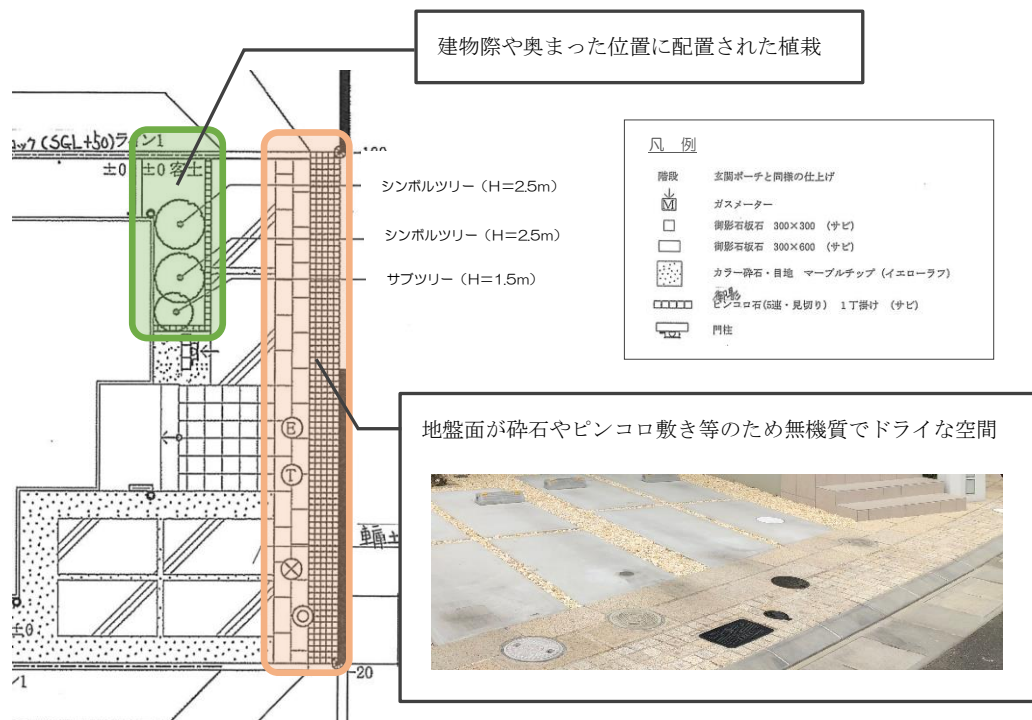 建物際や奥まった位置に配置された植栽
ック(SGL+50)ライン1
±0
±0 客土
シンボルツリー（H＝2.5m）
シンボルツリー（H＝2.5m）
サブツリー（H＝1.5m）
凡 例
階段 玄関ポーチと同様の仕上げ
M ガスメーター
御影石板石 300×300 (サビ)
御影石板石 300×600 (サビ)
カラー砕石・目地 マーブルチップ (イエローラフ)
御影
ピンコロ石(5連・見切り) 1丁掛け (サビ)
門柱
地盤面が砕石やピンコロ敷き等のため無機質でドライな空間
E
T
±0
-20
ン1